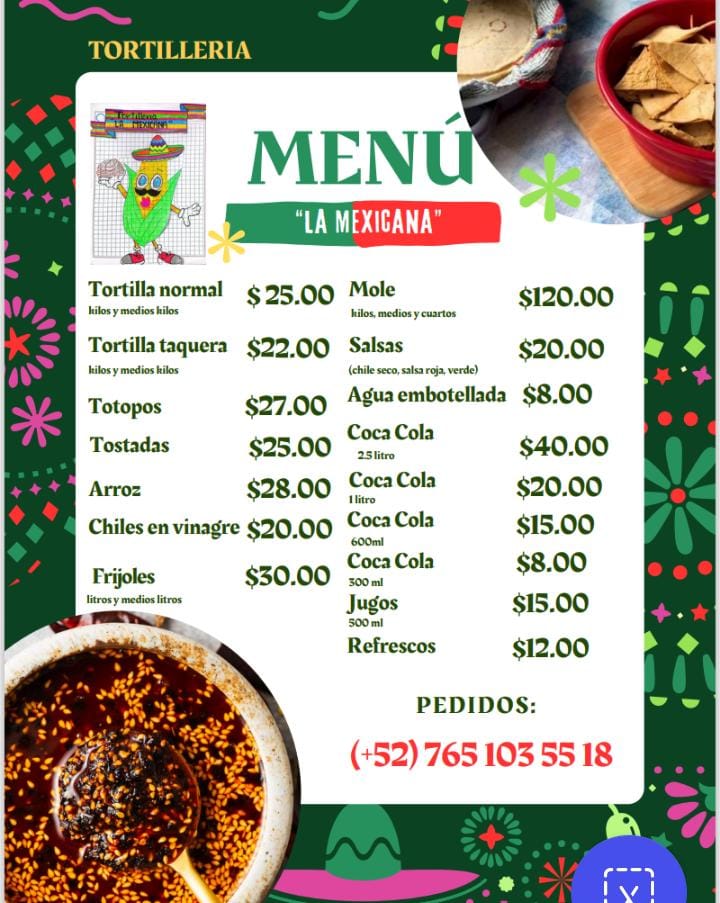 TORTILLERIA
TORTILLERIA
LA MEXICANA"
MENÚ
"LA MEXICANA"
Tortilla normal $ 25.00
kilos y medios kilos
Tortilla taquera $22.00
kilos y medios kilos
Totopos $27.00
Tostadas $25.00
Arroz $28.00
Chiles en vinagre $20.00
Frijoles $30.00
litros y medios litros
Mole $120.00
kilos, medios y cuartos
Salsas $20.00
(chile seco, salsa roja, verde)
Agua embotellada $8.00
Coca Cola $40.00
2.5 litro
Coca Cola $20.00
1 litro
Coca Cola $15.00
600ml
Coca Cola $8.00
300 ml
Jugos $15.00
500 ml
Refrescos $12.00
PEDIDOS:
(+52) 765 103 55 18